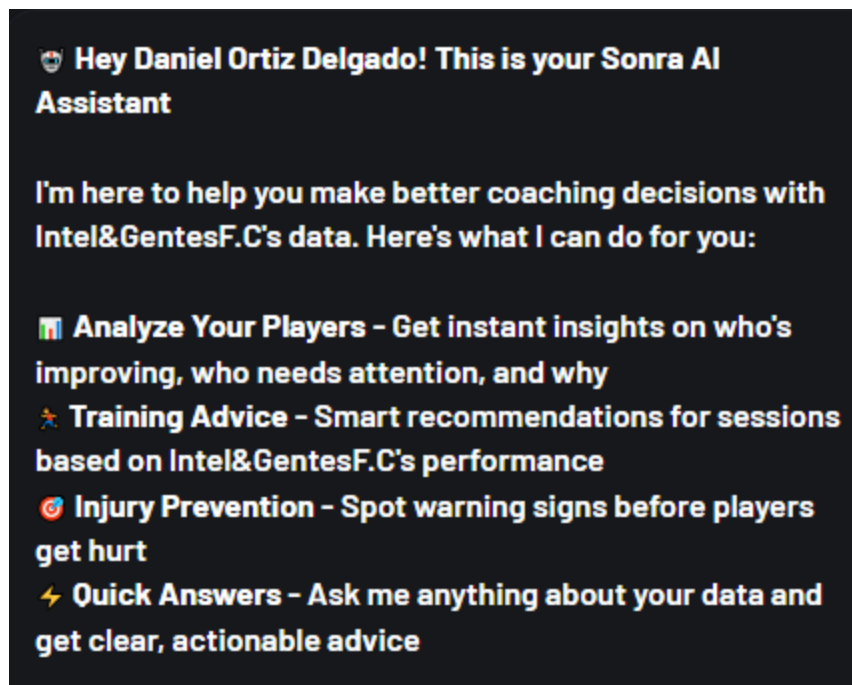 🤖 Hey Daniel Ortiz Delgado! This is your Sonra AI
Assistant
I'm here to help you make better coaching decisions with
Intel&GentesF.C's data. Here's what I can do for you:
📊 Analyze Your Players - Get instant insights on who's
improving, who needs attention, and why
🏃 Training Advice - Smart recommendations for sessions
based on Intel&GentesF.C's performance
🎯 Injury Prevention - Spot warning signs before players
get hurt
⚡ Quick Answers - Ask me anything about your data and
get clear, actionable advice